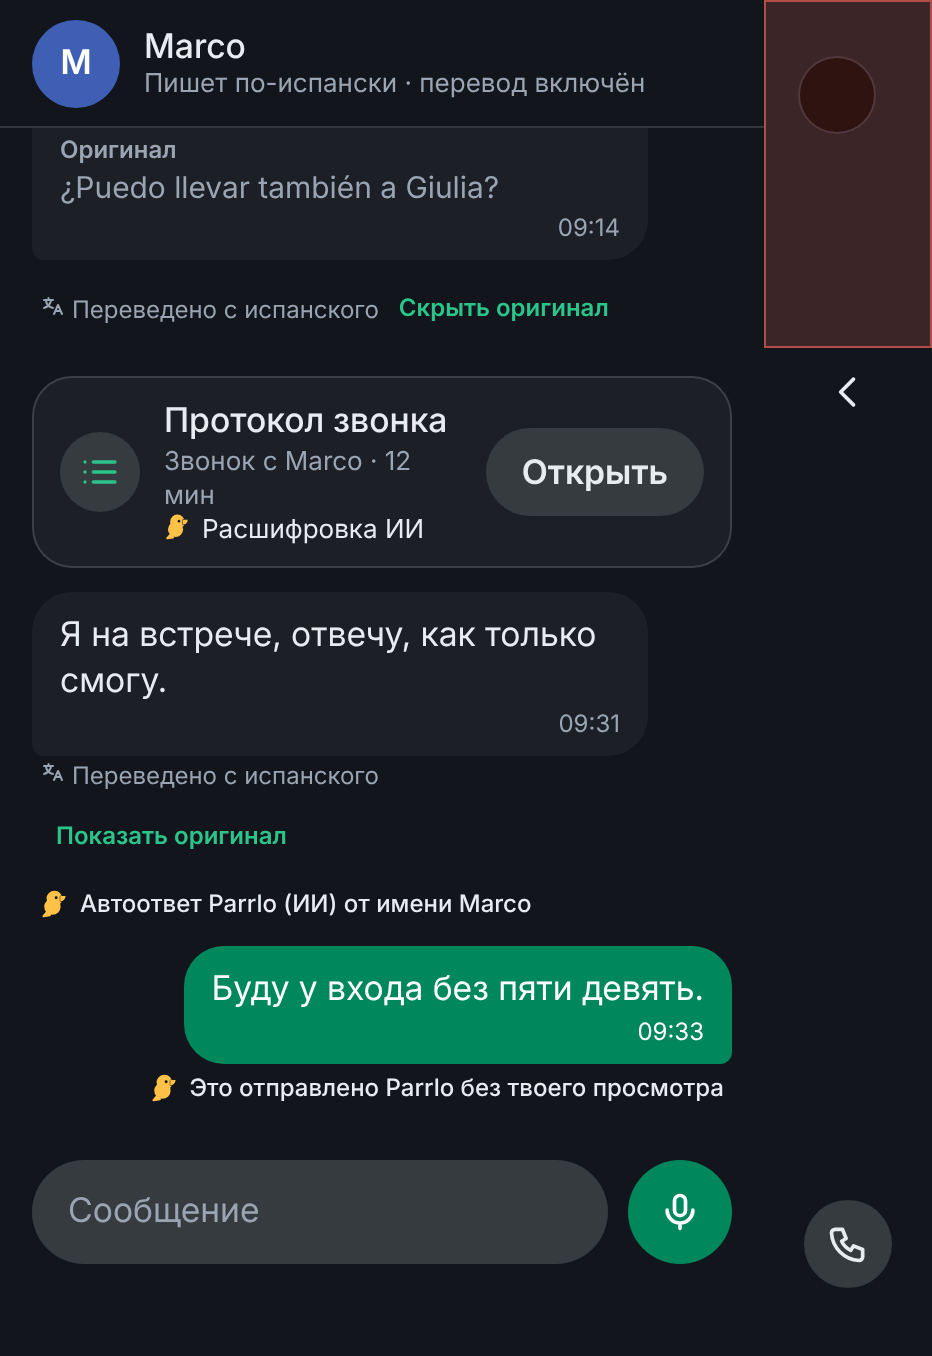 M
Marco
Пишет по-испански · перевод включён
Оригинал
¿Puedo llevar también a Giulia?
09:14
Переведено с испанского Скрыть оригинал
Протокол звонка
Звонок с Marco · 12
мин
Расшифровка ИИ
Открыть
Я на встрече, отвечу, как только
смогу.
09:31
Переведено с испанского
Показать оригинал
Автоответ Parrlo (ИИ) от имени Marco
Буду у входа без пяти девять.
09:33
Это отправлено Parrlo без твоего просмотра
Сообщение